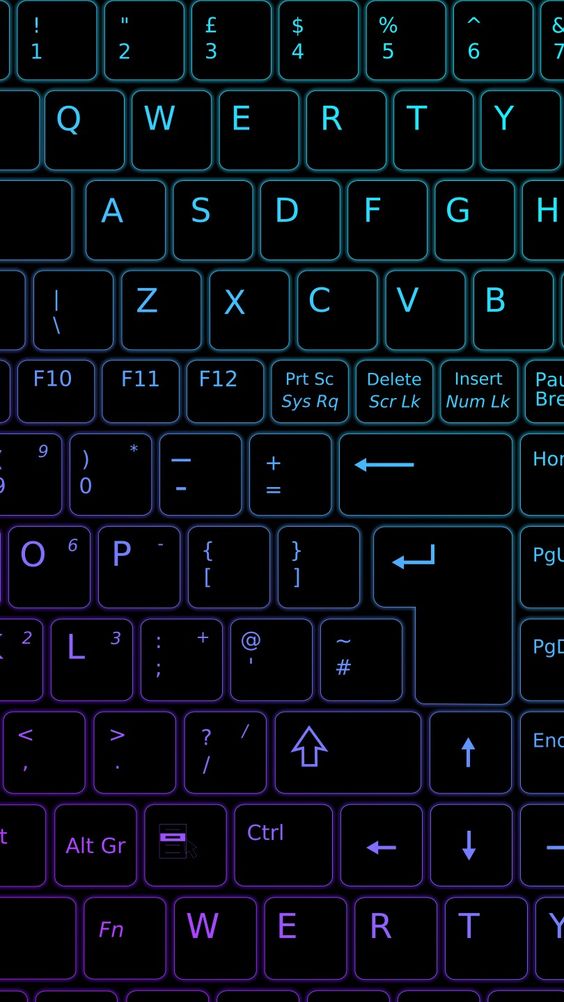 ! " £ $ % ^ &
1 2 3 4 5 6 7
Q W E R T Y
A S D F G H
|
\
Z X C V B
F10 F11 F12 Prt Sc Delete Insert Pau
Sys Rq Scr Lk Num Lk Bre
9 ) * — + Hor
9 0 - =
O 6 P - { } PgU
[ ]
2 L 3 : + @ ~ PgD
; ' #
< > ? / End
, . /
t Alt Gr Ctrl
Fn W E R T Y